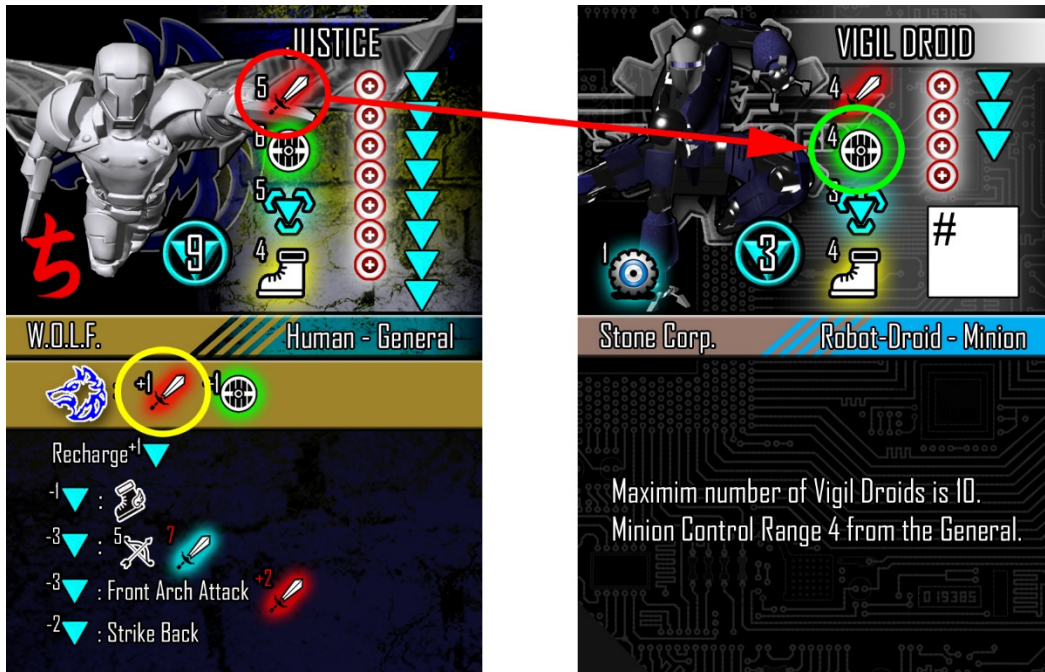 JUSTICE
5
6
5
4
9
ち
W.O.L.F.
Human - General
: +1
Recharge +1
-1 :
-3 : 5 7
-3 : Front Arch Attack +2
-2 : Strike Back
VIGIL DROID
4
4
3
4
1
3
#
Stone Corp.
Robot-Droid - Minion
Maximim number of Vigil Droids is 10.
Minion Control Range 4 from the General.
0 19385